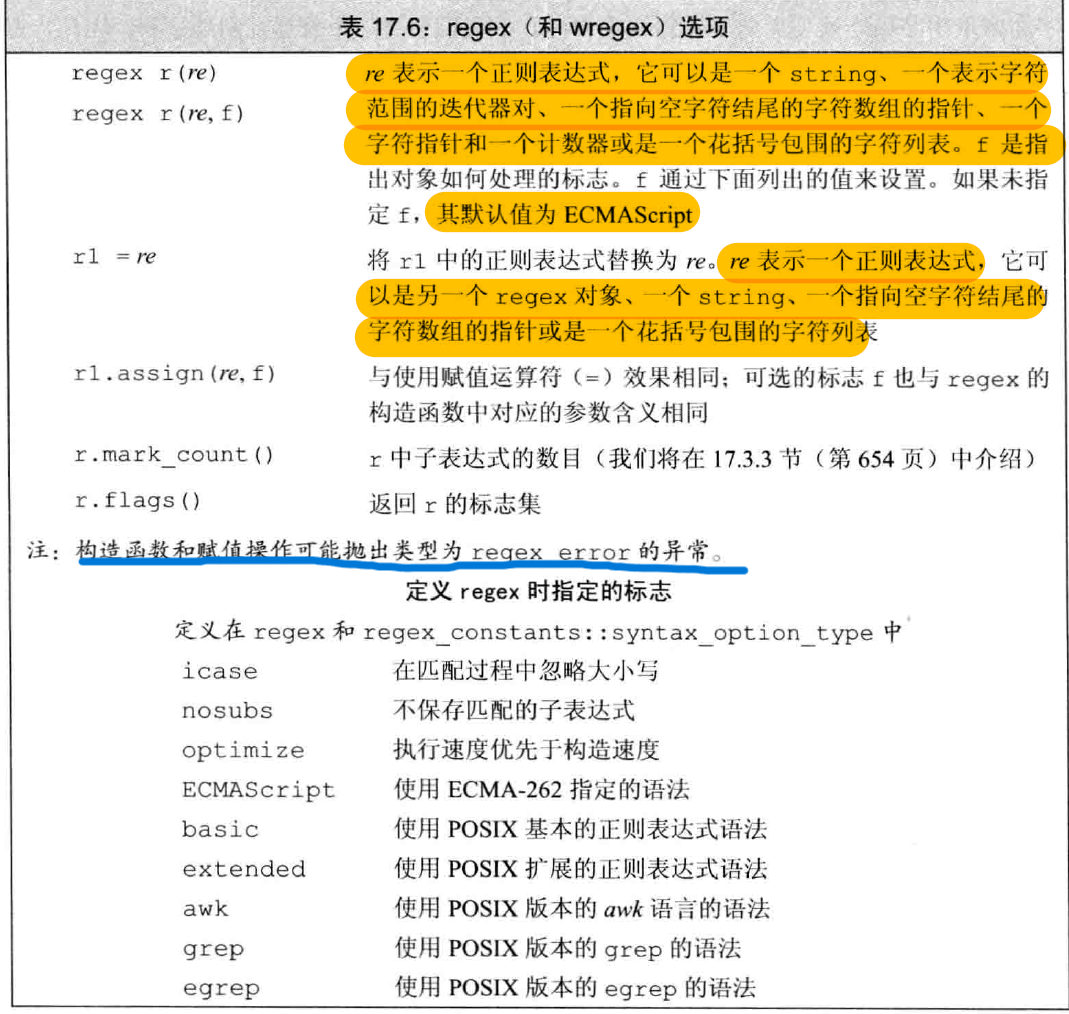 表 17.6：regex（和 wregex）选项
regex r(re) re 表示一个正则表达式，它可以是一个 string、一个表示字符
regex r(re, f) 范围的迭代器对、一个指向空字符结尾的字符数组的指针、一个
字符指针和一个计数器或是一个花括号包围的字符列表。f 是指
出对象如何处理的标志。f 通过下面列出的值来设置。如果未指
定 f，其默认值为 ECMAScript
r1 = re 将 r1 中的正则表达式替换为 re。re 表示一个正则表达式，它可
以是另一个 regex 对象、一个 string、一个指向空字符结尾的
字符数组的指针或是一个花括号包围的字符列表
r1.assign(re, f) 与使用赋值运算符（=）效果相同；可选的标志 f 也与 regex 的
构造函数中对应的参数含义相同
r.mark_count() r 中子表达式的数目（我们将在 17.3.3 节（第 654 页）中介绍）
r.flags() 返回 r 的标志集
注：构造函数和赋值操作可能抛出类型为 regex_error 的异常。
定义 regex 时指定的标志
定义在 regex 和 regex_constants::syntax_option_type 中
icase 在匹配过程中忽略大小写
nosubs 不保存匹配的子表达式
optimize 执行速度优先于构造速度
ECMAScript 使用 ECMA-262 指定的语法
basic 使用 POSIX 基本的正则表达式语法
extended 使用 POSIX 扩展的正则表达式语法
awk 使用 POSIX 版本的 awk 语言的语法
grep 使用 POSIX 版本的 grep 的语法
egrep 使用 POSIX 版本的 egrep 的语法